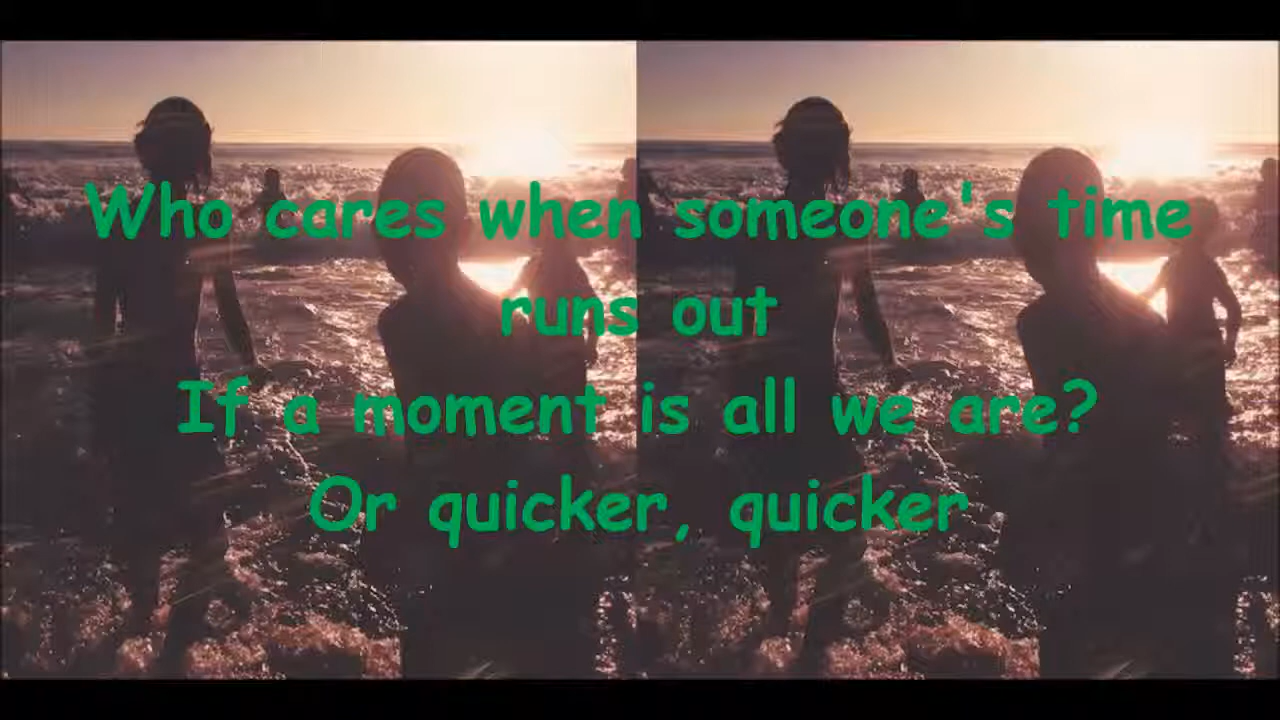 Who cares when someone's time
runs out
If a moment is all we are?
Or quicker, quicker